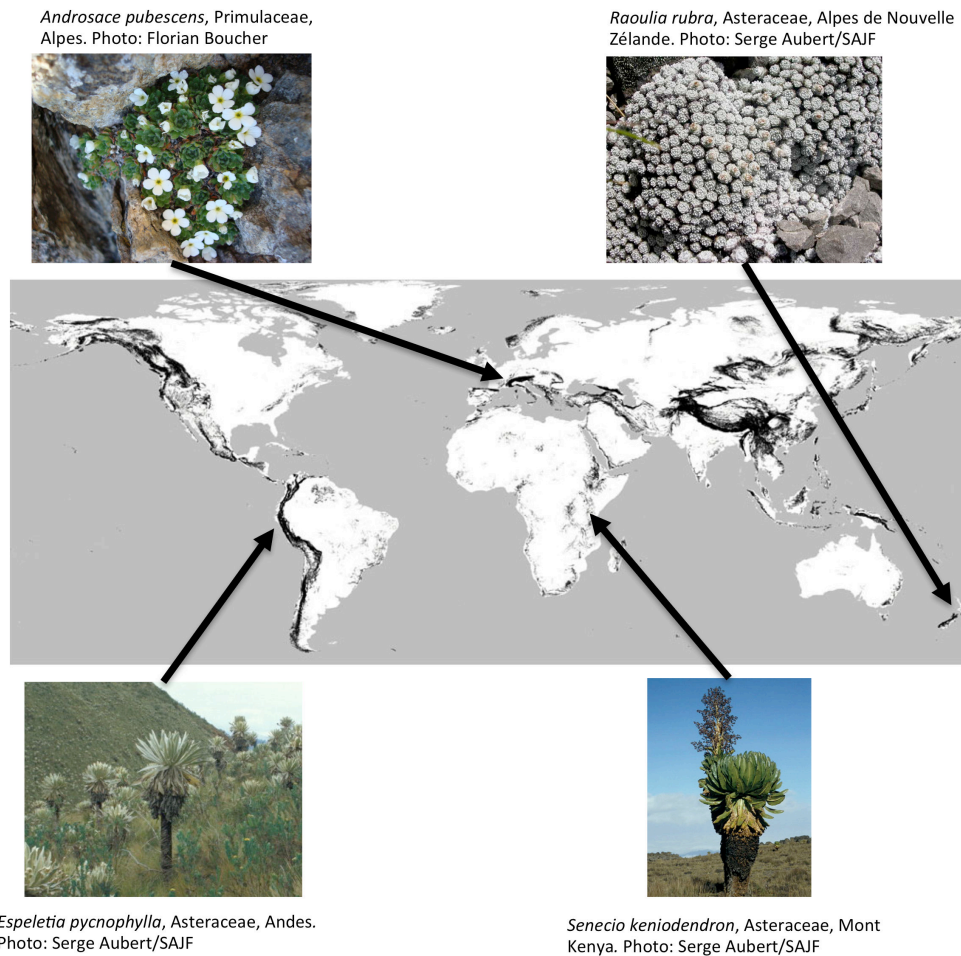 Androsace pubescens, Primulaceae,
Alpes. Photo: Florian Boucher
Raoulia rubra, Asteraceae, Alpes de Nouvelle
Zélande. Photo: Serge Aubert/SAJF
Espeletia pycnophylla, Asteraceae, Andes.
Photo: Serge Aubert/SAJF
Senecio keniodendron, Asteraceae, Mont
Kenya. Photo: Serge Aubert/SAJF